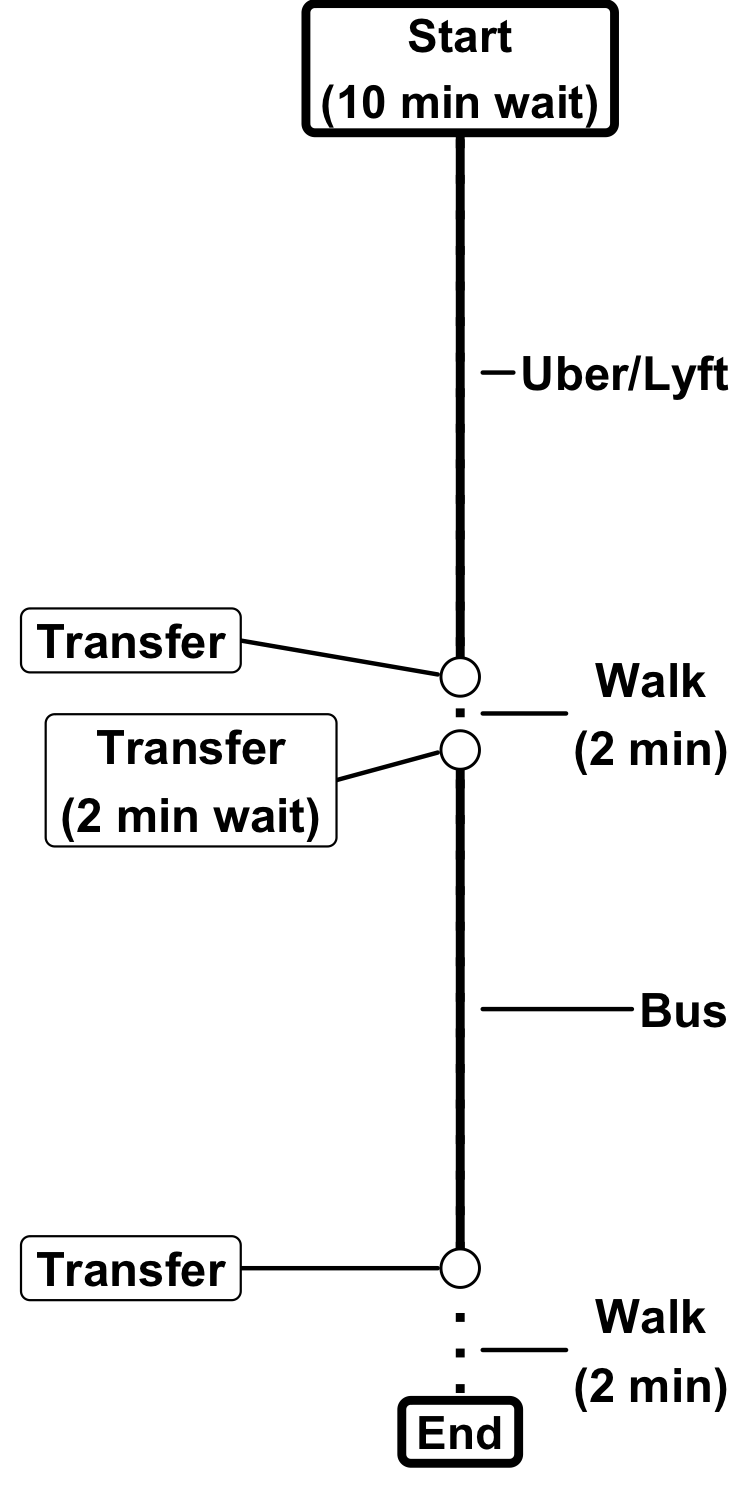 Start
(10 min wait)
Uber/Lyft
Transfer
Walk
(2 min)
Transfer
(2 min wait)
Bus
Transfer
Walk
(2 min)
End